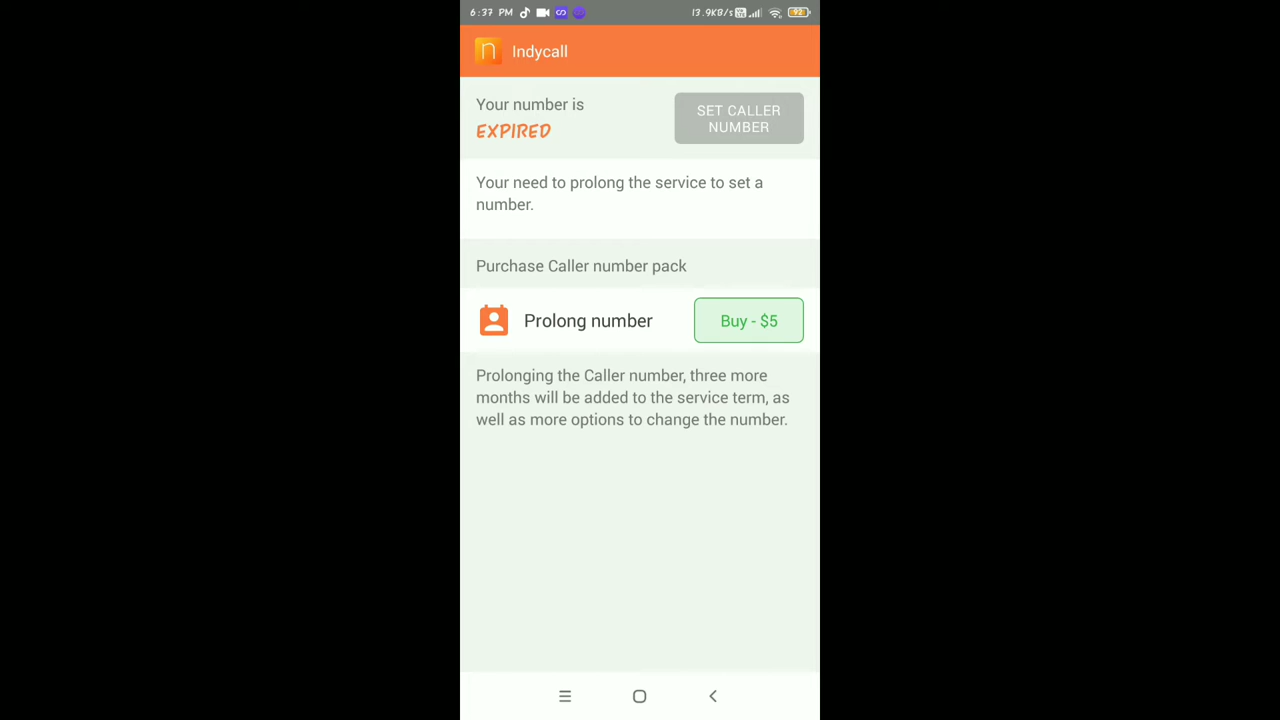 6:37 PM 13.9KB/s 92
Indycall
Your number is
EXPIRED
SET CALLER
NUMBER
Your need to prolong the service to set a
number.
Purchase Caller number pack
Prolong number
Buy - $5
Prolonging the Caller number, three more
months will be added to the service term, as
well as more options to change the number.